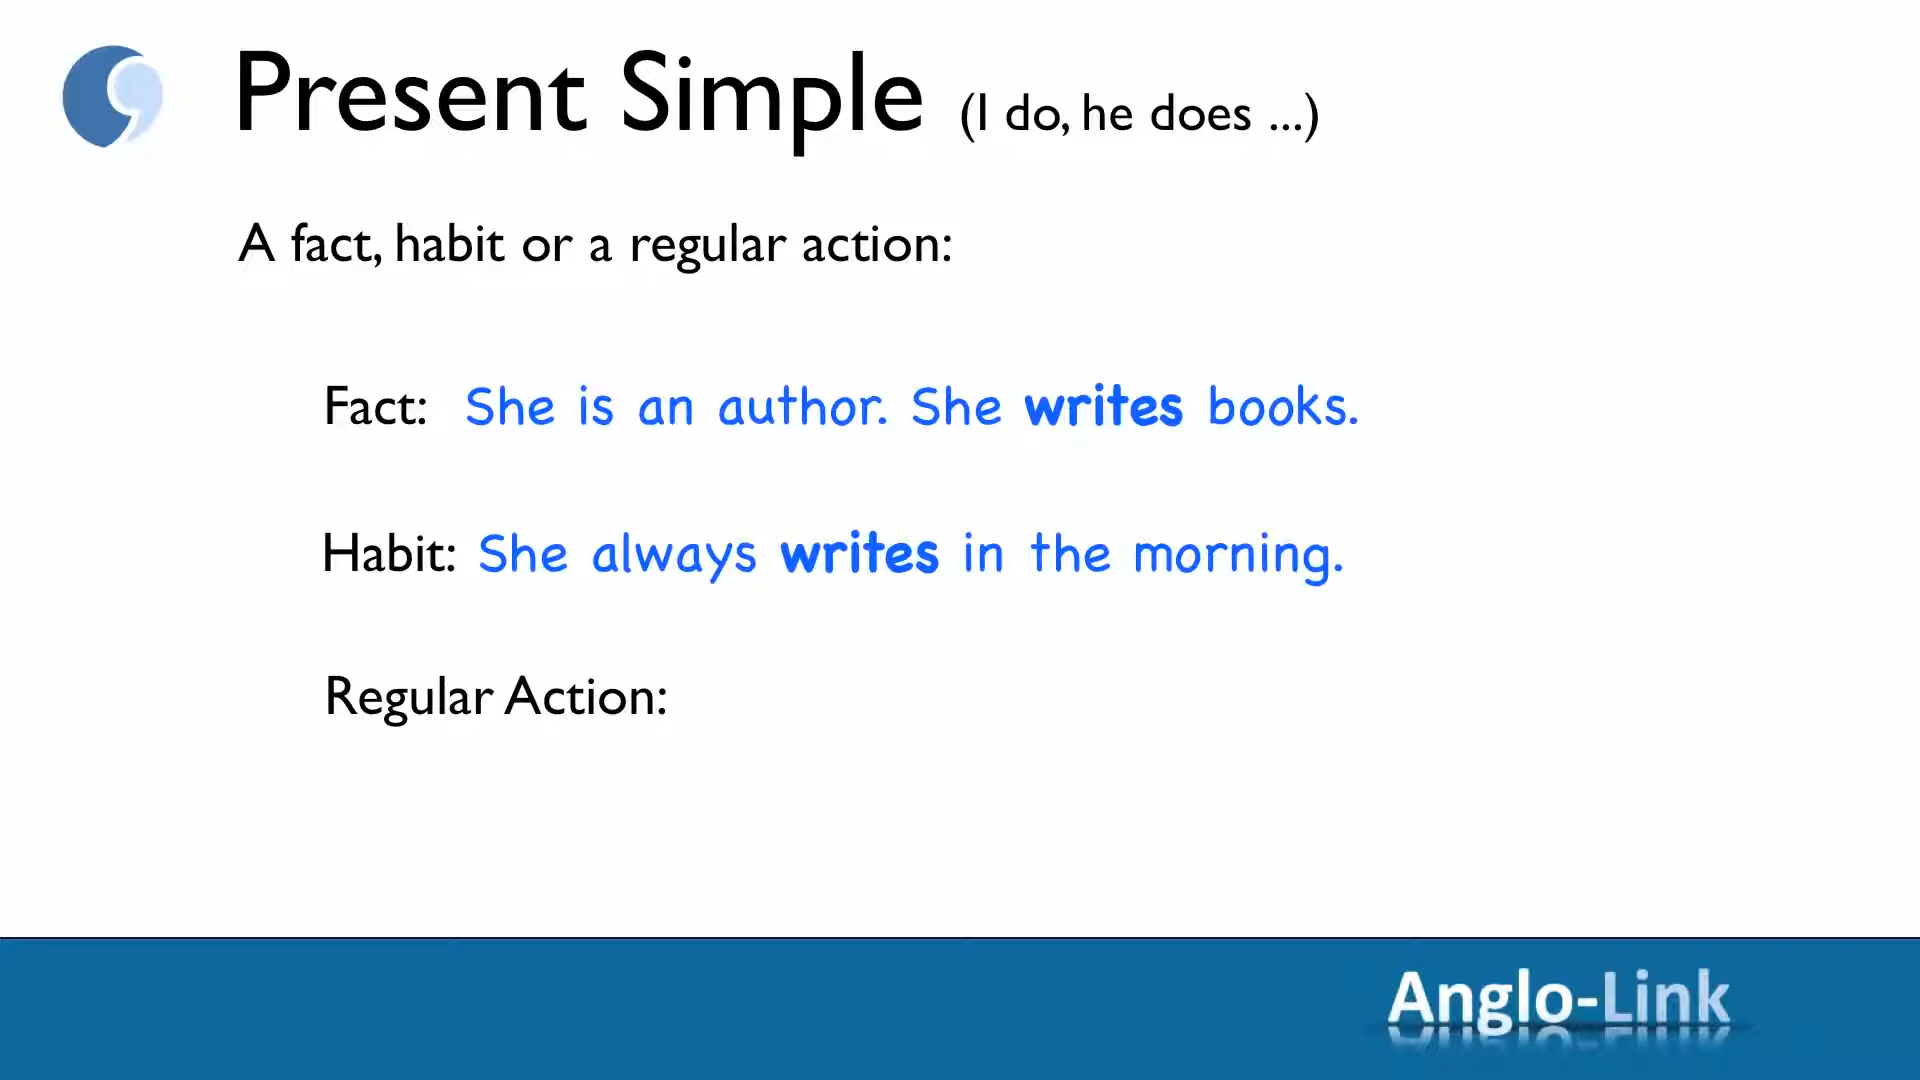 Present Simple (I do, he does ...)
A fact, habit or a regular action:
Fact: She is an author. She writes books.
Habit: She always writes in the morning.
Regular Action:
Anglo-Link